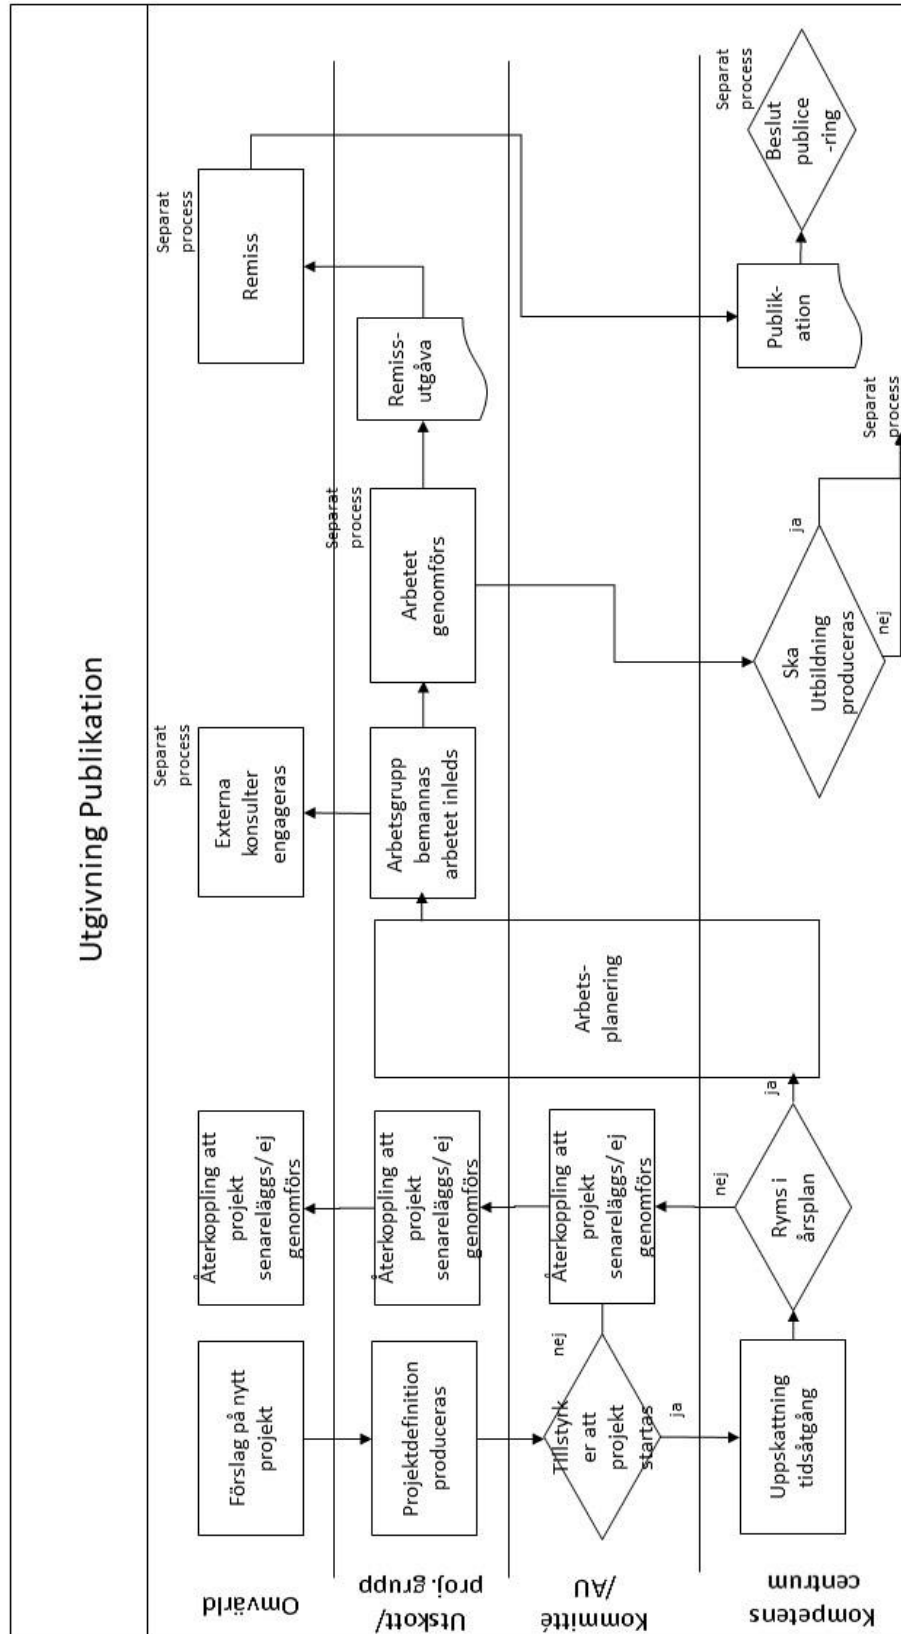 Utgivning Publikation
Omvärld
Förslag på nytt
projekt
Återkoppling att
projekt
senareläggs/ ej
genomförs
Externa
konsulter
engageras
Separat
process
Remiss
Separat
process
Utskott/
proj.grupp
Projektdefinition
produceras
Återkoppling att
projekt
senareläggs/ ej
genomförs
Arbetsgrupp
bemannas
arbetet inleds
Arbetet
genomförs
Separat
process
Remiss-
utgåva
Kommitté
/AU
Tillstyrk
er att
projekt
startas
nej
ja
Återkoppling att
projekt
senareläggs/ ej
genomförs
Arbets-
planering
Kompetens
centrum
Uppskattning
tidsåtgång
Ryms i
årsplan
nej
ja
Ska
Utbildning
produceras
ja
nej
Separat
process
Publik-
ation
Beslut
publice
-ring
Separat
process